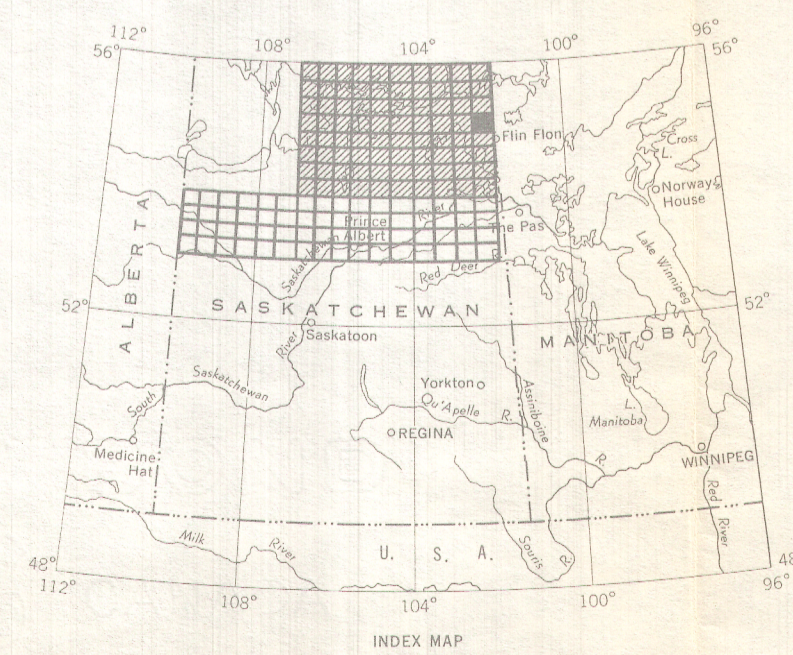 112°
108°
104°
100°
96°
56°
56°
Flin Flon
Cross
L.
Norway
House
River
Prince
Albert
The Pas
Saskatchewan
Red Deer R.
Lake Winnipeg
ALBERTA
SASKATCHEWAN
MANITOBA
52°
52°
Saskatoon
River
Saskatchewan
South
Yorkton
Qu'Apelle R.
Assiniboine
R.
L.
Manitoba
REGINA
Medicine
Hat
WINNIPEG
Red
River
Milk River
Souris
R.
U. S. A.
48°
48
112°
108°
104°
100°
96°
INDEX MAP